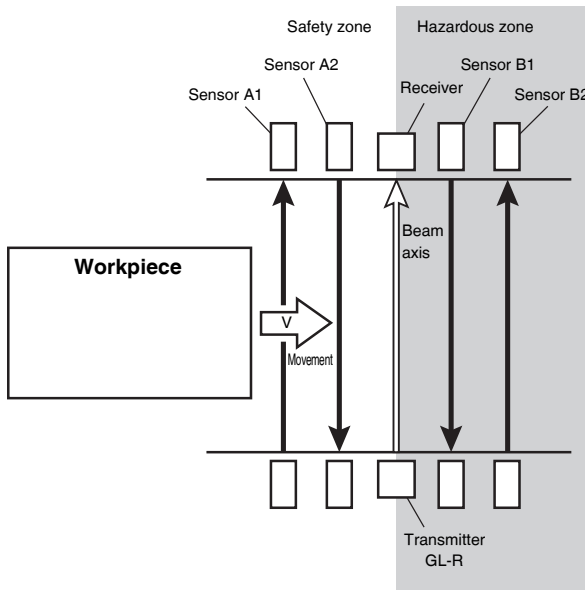 Safety zone
Hazardous zone
Sensor A2
Sensor B1
Sensor A1
Receiver
Sensor B2
Beam
axis
Workpiece
V
Movement
Transmitter
GL-R